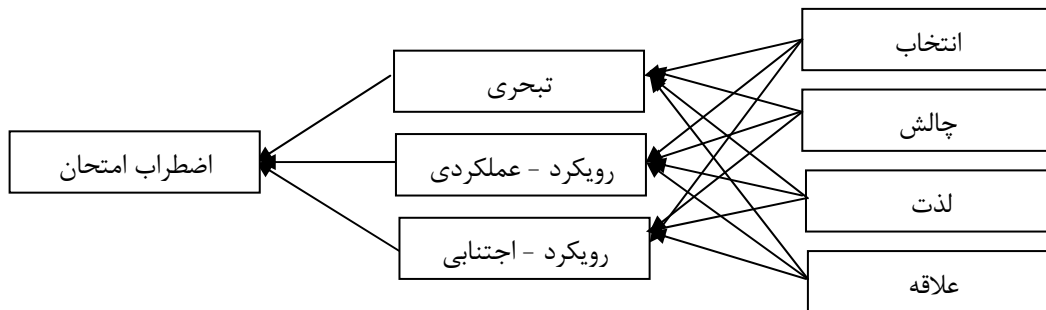 انتخاب
چالش
لذت
علاقه
تبحری
رویکرد - عملکردی
رویکرد - اجتنابی
اضطراب امتحان